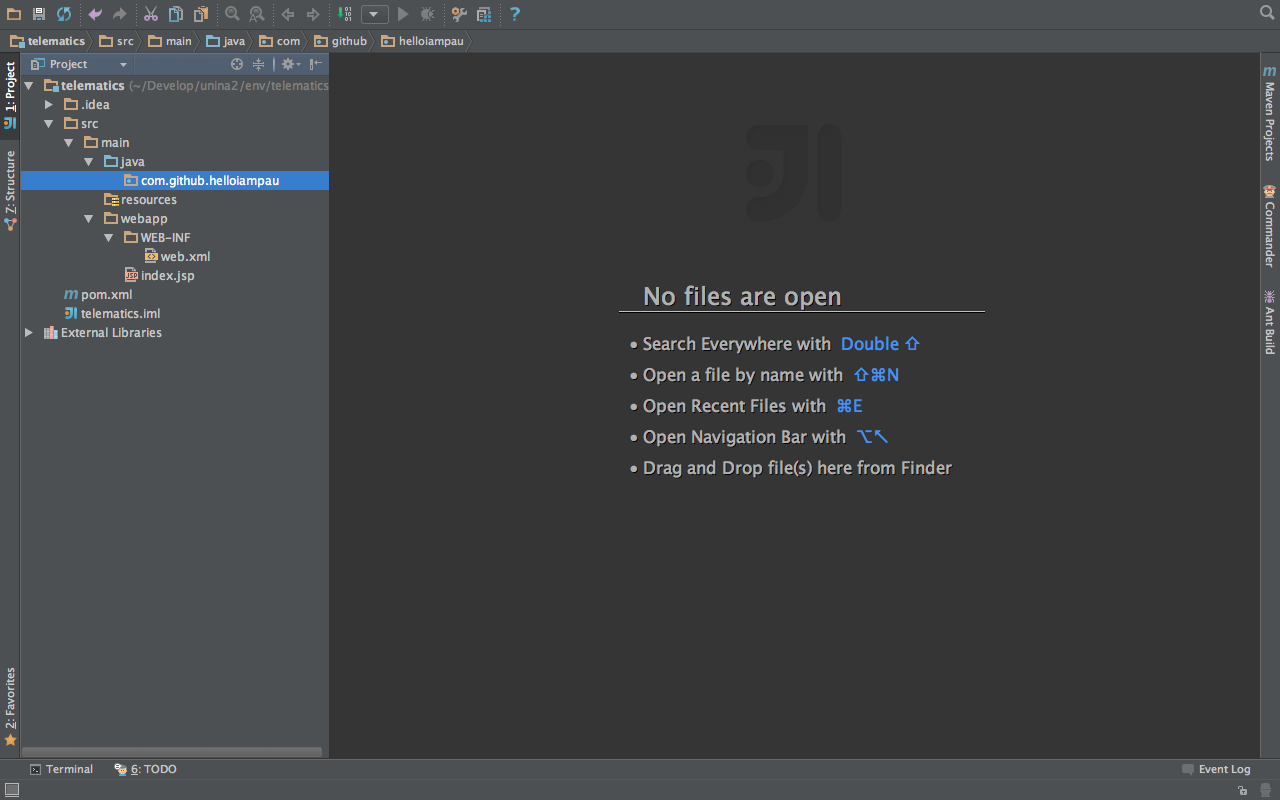 telematics src main java com github helloiampau
Project
telematics (~/Develop/unina2/env/telematics
.idea
src
main
java
com.github.helloiampau
resources
webapp
WEB-INF
web.xml
index.jsp
pom.xml
telematics.iml
External Libraries
1: Project
Z: Structure
2: Favorites
No files are open
• Search Everywhere with Double ⇧
• Open a file by name with ⇧⌘N
• Open Recent Files with ⌘E
• Open Navigation Bar with ⌥↖
• Drag and Drop file(s) here from Finder
m Maven Projects
Commander
Ant Build
Terminal 6: TODO Event Log